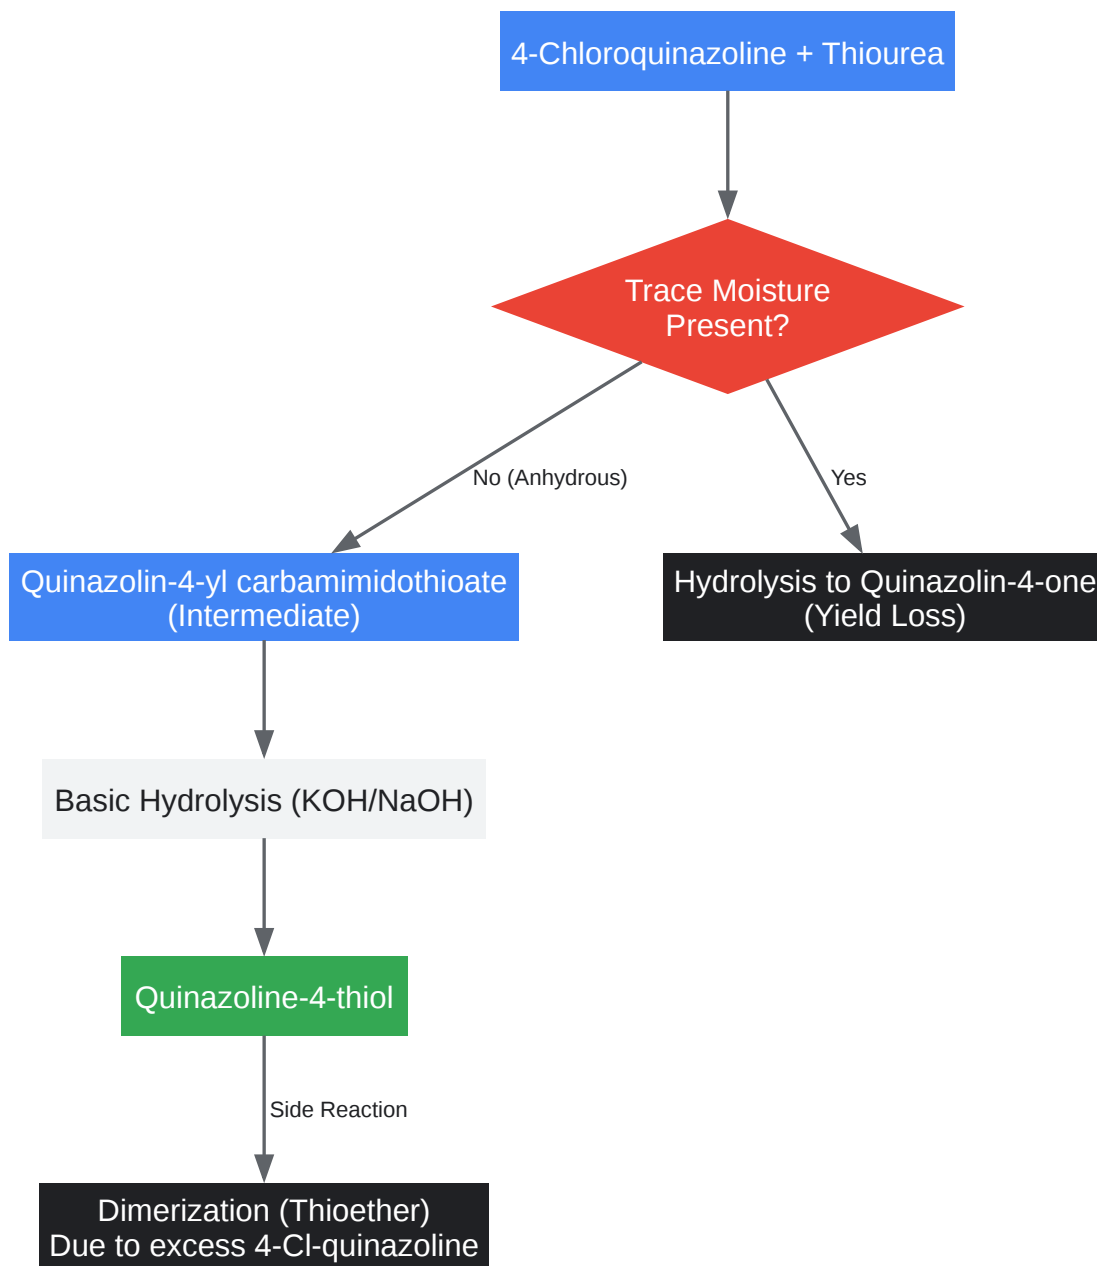 4-Chloroquinazoline + Thiourea
Trace Moisture
Present?
No (Anhydrous)
Yes
Quinazolin-4-yl carbamimidothioate
(Intermediate)
Hydrolysis to Quinazolin-4-one
(Yield Loss)
Basic Hydrolysis (KOH/NaOH)
Quinazoline-4-thiol
Side Reaction
Dimerization (Thioether)
Due to excess 4-Cl-quinazoline